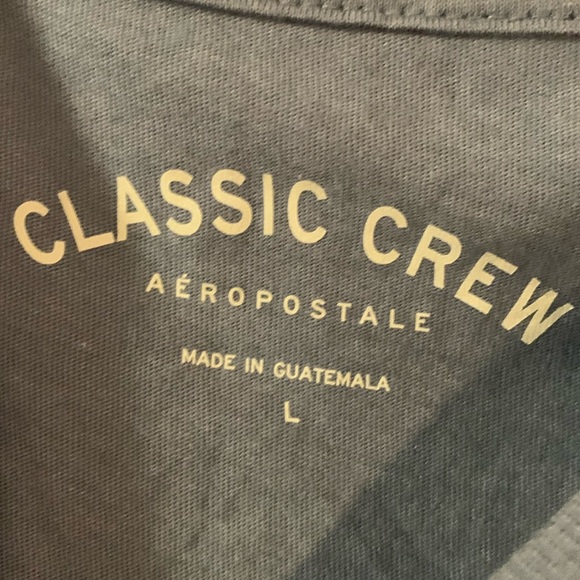 CLASSIC CREW
AÉROPOSTALE
MADE IN GUATEMALA
L